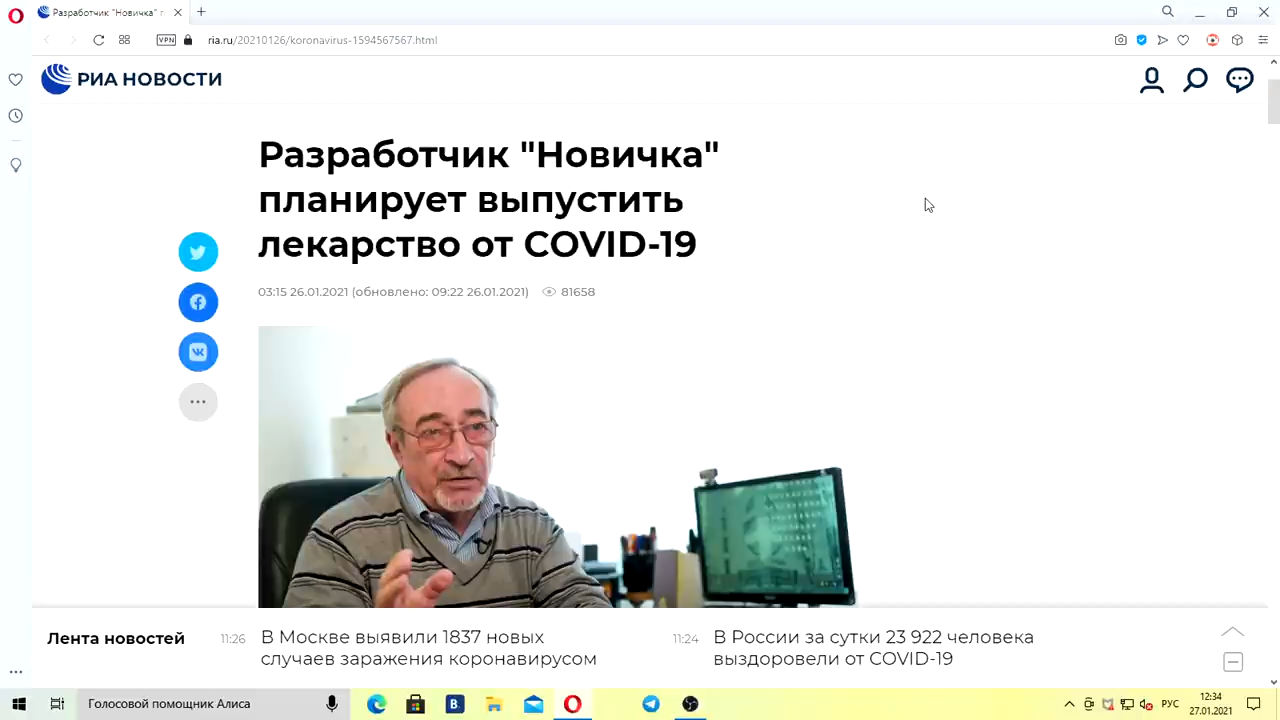 Разработчик "Новичка" г
ria.ru/20210126/koronavirus-1594567567.html
VPN
РИА НОВОСТИ
Разработчик "Новичка"
планирует выпустить
лекарство от COVID-19
03:15 26.01.2021 (обновлено: 09:22 26.01.2021) 81658
Лента новостей
11:26
В Москве выявили 1837 новых
случаев заражения коронавирусом
11:24
В России за сутки 23 922 человека
выздоровели от COVID-19
Голосовой помощник Алиса
B.
РУС
12:34
27.01.2021